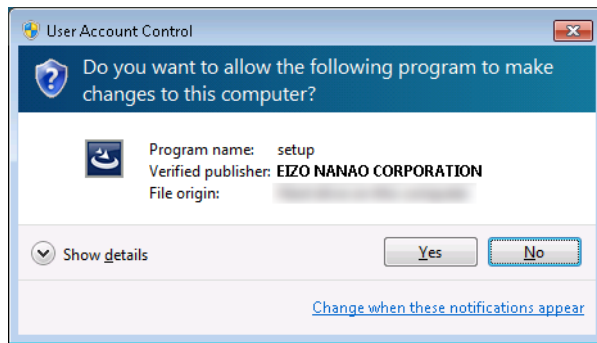 User Account Control
Do you want to allow the following program to make
changes to this computer?
Program name: setup
Verified publisher: EIZO NANAO CORPORATION
File origin:
Show details
Yes
No
Change when these notifications appear